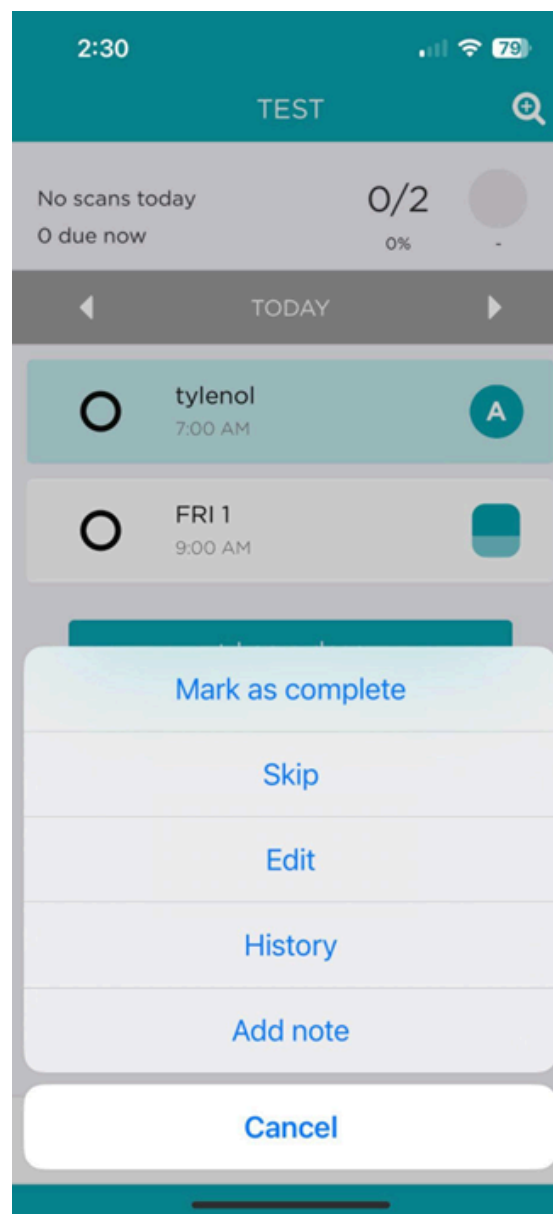 2:30
79
TEST
No scans today
0/2
0 due now
0%
-
TODAY
tylenol
7:00 AM
A
FRI 1
9:00 AM
Mark as complete
Skip
Edit
History
Add note
Cancel